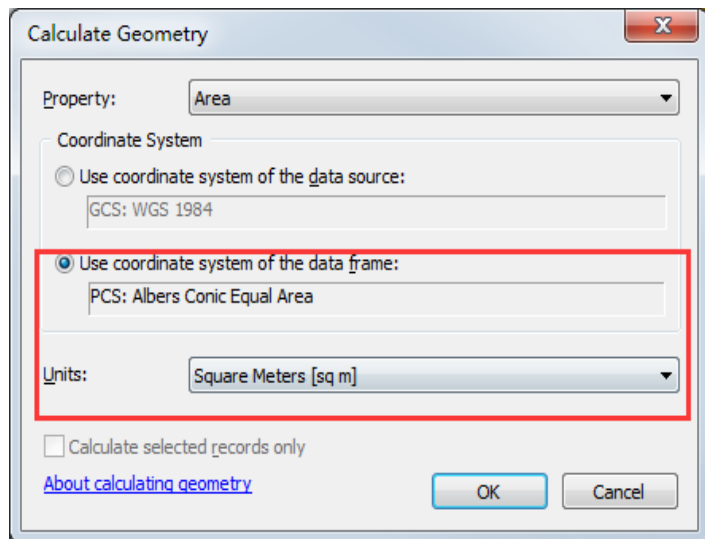 Calculate Geometry
Property: Area
Coordinate System
Use coordinate system of the data source:
GCS: WGS 1984
Use coordinate system of the data frame:
PCS: Albers Conic Equal Area
Units: Square Meters [sq m]
Calculate selected records only
About calculating geometry OK Cancel